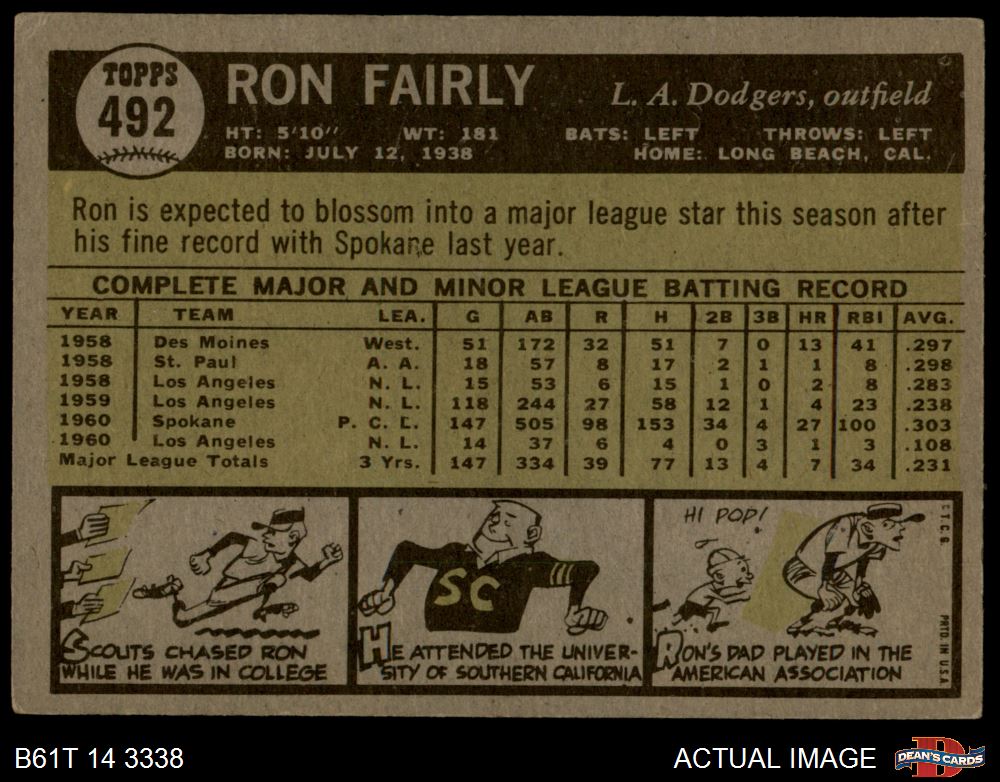 TOPPS
492
RON FAIRLY
L. A. Dodgers, outfield
HT: 5'10" WT: 181 BATS: LEFT THROWS: LEFT
BORN: JULY 12, 1938 HOME: LONG BEACH, CAL.
Ron is expected to blossom into a major league star this season after
his fine record with Spokane last year.
COMPLETE MAJOR AND MINOR LEAGUE BATTING RECORD
YEAR TEAM LEA. G AB R H 2B 3B HR RBI AVG.
1958 Des Moines West. 51 172 32 51 7 0 13 41 .297
1958 St. Paul A. A. 18 57 8 17 2 1 1 8 .298
1958 Los Angeles N. L. 15 53 6 15 1 0 2 8 .283
1959 Los Angeles N. L. 118 244 27 58 12 1 4 23 .238
1960 Spokane P. C. L. 147 505 98 153 34 4 27 100 .303
1960 Los Angeles N. L. 14 37 6 4 0 3 1 3 .108
Major League Totals 3 Yrs. 147 334 39 77 13 4 7 34 .231
SC
HI POP!
SCOUTS CHASED RON
WHILE HE WAS IN COLLEGE
HE ATTENDED THE UNIVER-
SITY OF SOUTHERN CALIFORNIA
RON'S DAD PLAYED IN THE
AMERICAN ASSOCIATION
T.C.G.
PRTD. IN U.S.A.
B61T 14 3338
ACTUAL IMAGE
D
DEAN'S CARDS